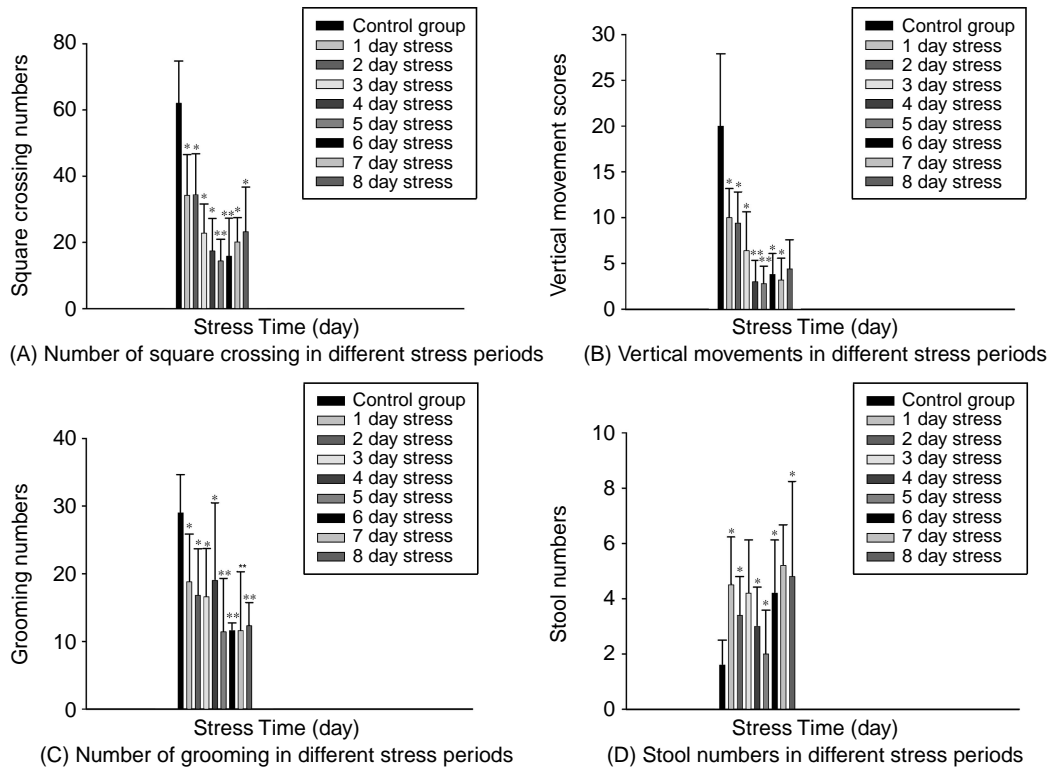 Control group
1 day stress
2 day stress
3 day stress
4 day stress
5 day stress
6 day stress
7 day stress
8 day stress
80
60
40
20
0
Square crossing numbers
* * * * ** ** * *
Stress Time (day)
(A) Number of square crossing in different stress periods
Control group
1 day stress
2 day stress
3 day stress
4 day stress
5 day stress
6 day stress
7 day stress
8 day stress
30
25
20
15
10
5
0
Vertical movement scores
* * * ** ** * *
Stress Time (day)
(B) Vertical movements in different stress periods
Control group
1 day stress
2 day stress
3 day stress
4 day stress
5 day stress
6 day stress
7 day stress
8 day stress
40
30
20
10
0
Grooming numbers
* * * * ** ** ** **
Stress Time (day)
(C) Number of grooming in different stress periods
Control group
1 day stress
2 day stress
3 day stress
4 day stress
5 day stress
6 day stress
7 day stress
8 day stress
10
8
6
4
2
0
Stool numbers
* * * * * *
Stress Time (day)
(D) Stool numbers in different stress periods